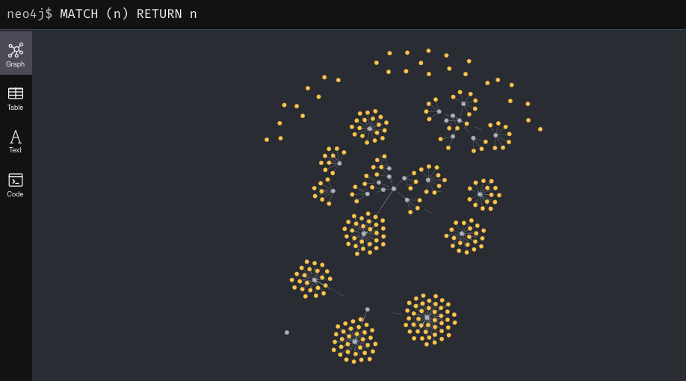 neo4j$ MATCH (n) RETURN n
Graph
Table
Text
Code